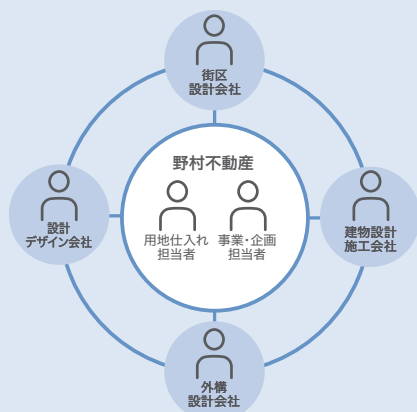 街区
設計会社
野村不動産
用地仕入れ
担当者
事業・企画
担当者
設計
デザイン会社
建物設計
施工会社
外構
設計会社